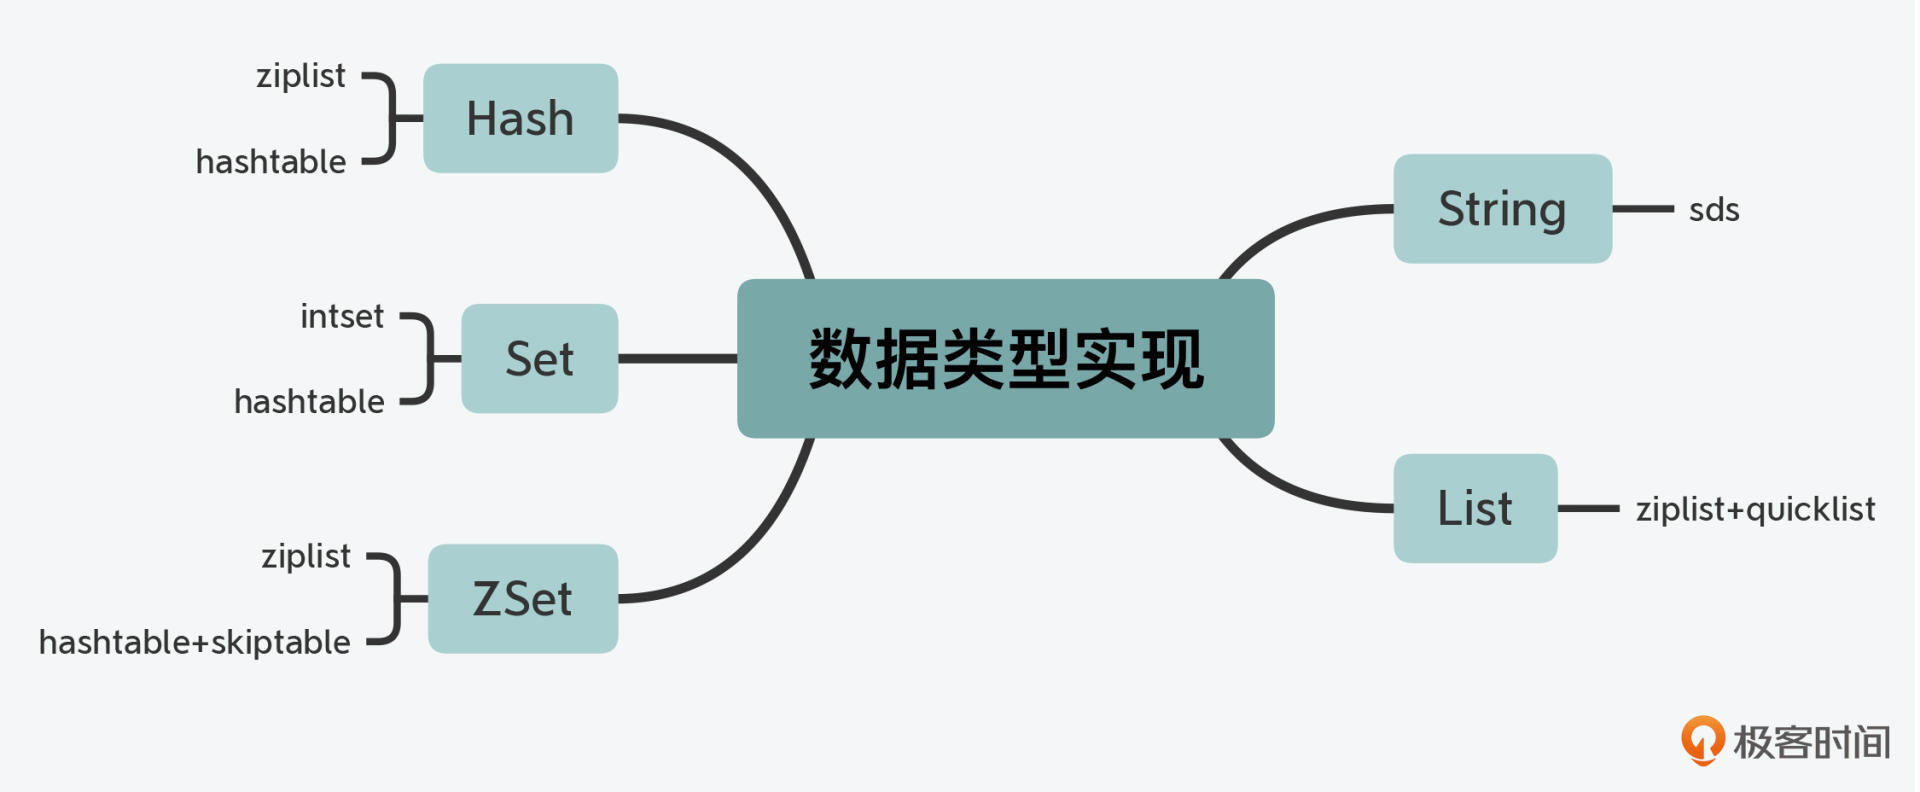 数据类型实现
Hash
ziplist
hashtable
Set
intset
hashtable
ZSet
ziplist
hashtable+skiptable
String
sds
List
ziplist+quicklist
极客时间